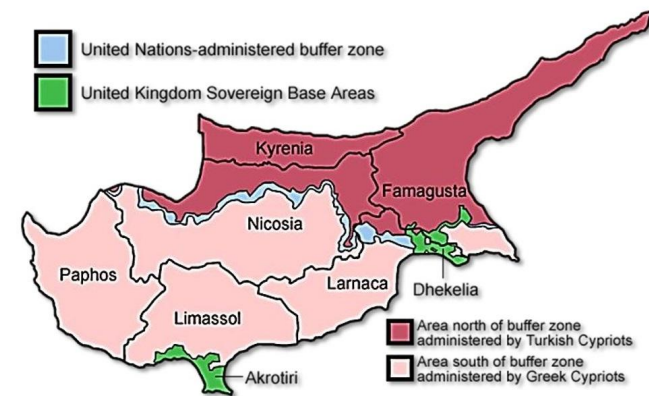 United Nations-administered buffer zone
United Kingdom Sovereign Base Areas
Kyrenia
Famagusta
Nicosia
Paphos
Larnaca
Limassol
Dhekelia
Akrotiri
Area north of buffer zone
administered by Turkish Cypriots
Area south of buffer zone
administered by Greek Cypriots